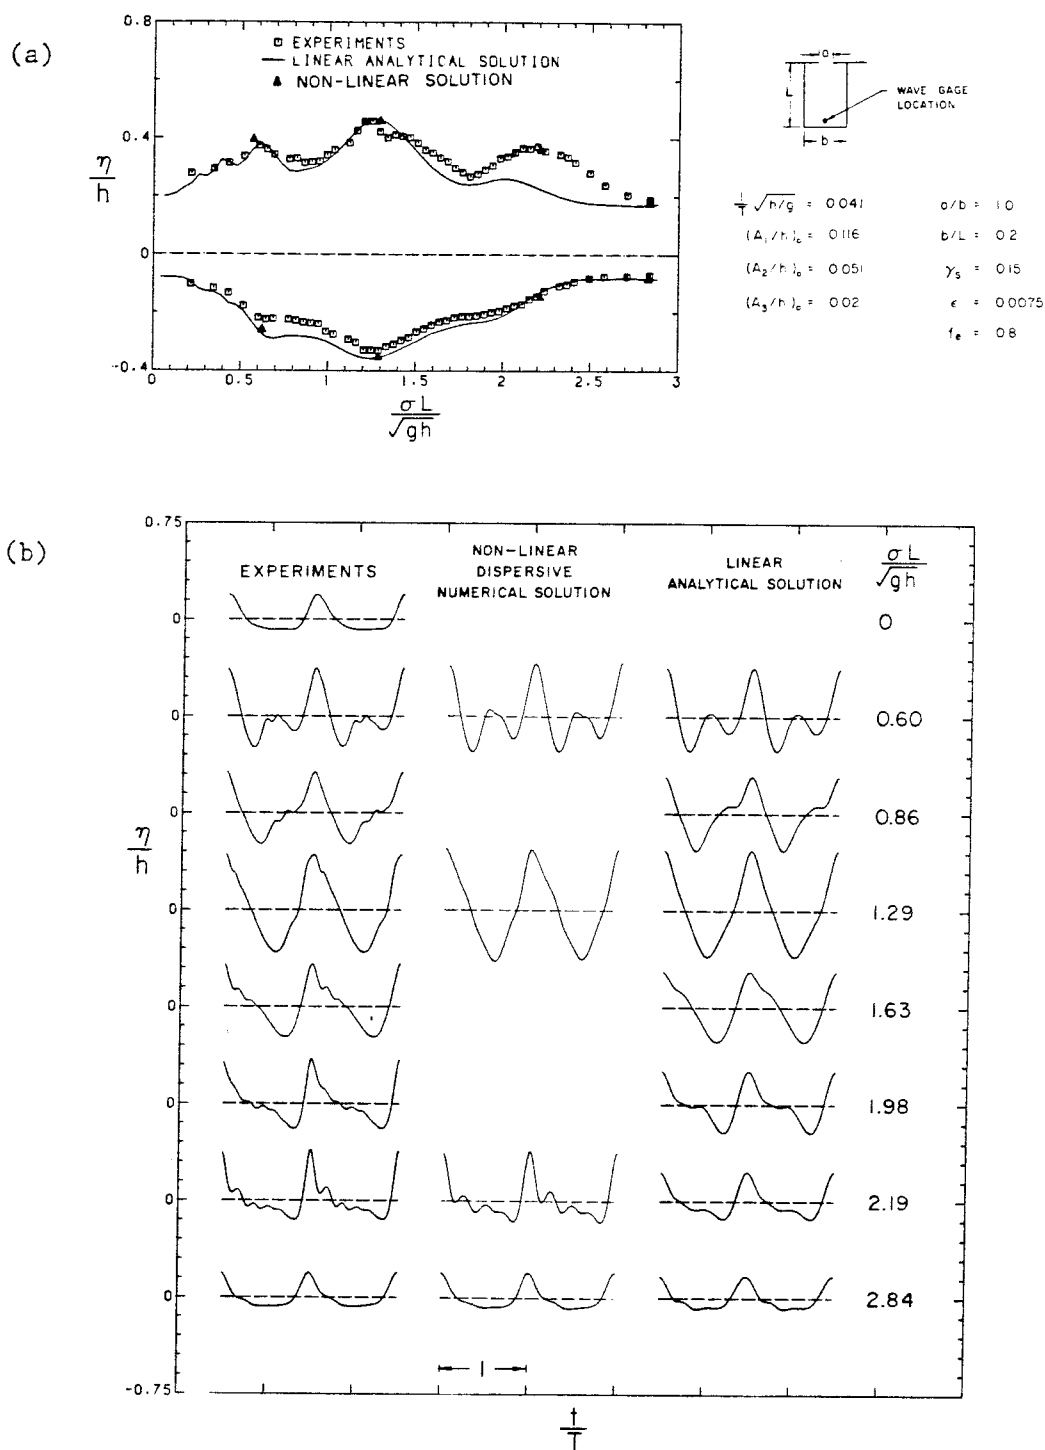 (a)
0.8
0.4
0
-0.4
η/h
EXPERIMENTS
LINEAR ANALYTICAL SOLUTION
NON-LINEAR SOLUTION
0 0.5 1 1.5 2 2.5 3
σL/√gh
a
L
b
WAVE GAGE
LOCATION
1/T √h/g = 0.041 a/b = 1.0
(A₁/h)ₒ = 0.116 b/L = 0.2
(A₂/h)ₒ = 0.051 γₛ = 0.15
(A₃/h)ₒ = 0.02 ε = 0.0075
fₑ = 0.8
(b)
0.75
EXPERIMENTS
NON-LINEAR
DISPERSIVE
NUMERICAL SOLUTION
LINEAR
ANALYTICAL SOLUTION
σL/√gh
0 0
0 0.60
0 0.86
η/h
0 1.29
0 1.63
0 1.98
0 2.19
0 2.84
1
-0.75
t/T